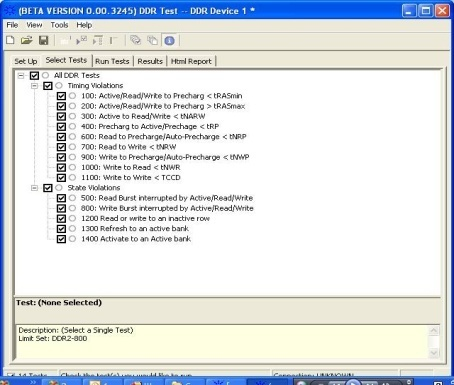 (BETA VERSION 0.00.3245) DDR Test -- DDR Device 1 *
File View Tools Help
Set Up Select Tests Run Tests Results Html Report
All DDR Tests
Timing Violations
100: Active/Read/Write to Precharg < tRASmin
200: Active/Read/Write to Precharg > tRASmax
300: Active to Read/Write < tNARW
400: Precharg to Active/Prechage < tRP
600: Read to Precharge/Auto-Precharge < tNRP
700: Read to Write < tNRW
900: Write to Precharge/Auto-Precharge < tNWP
1000: Write to Read < tNWR
1100: Write to Write < TCCD
State Violations
500: Read Burst interrupted by Active/Read/Write
800: Write Burst interrupted by Active/Read/Write
1200 Read or write to an inactive row
1300 Refresh to an active bank
1400 Activate to an Active bank
Test: (None Selected)
Description: (Select a Single Test)
Limit Set: DDR2-800
14 Tests Check the test(s) you would like to run Connection: UNKNOWN